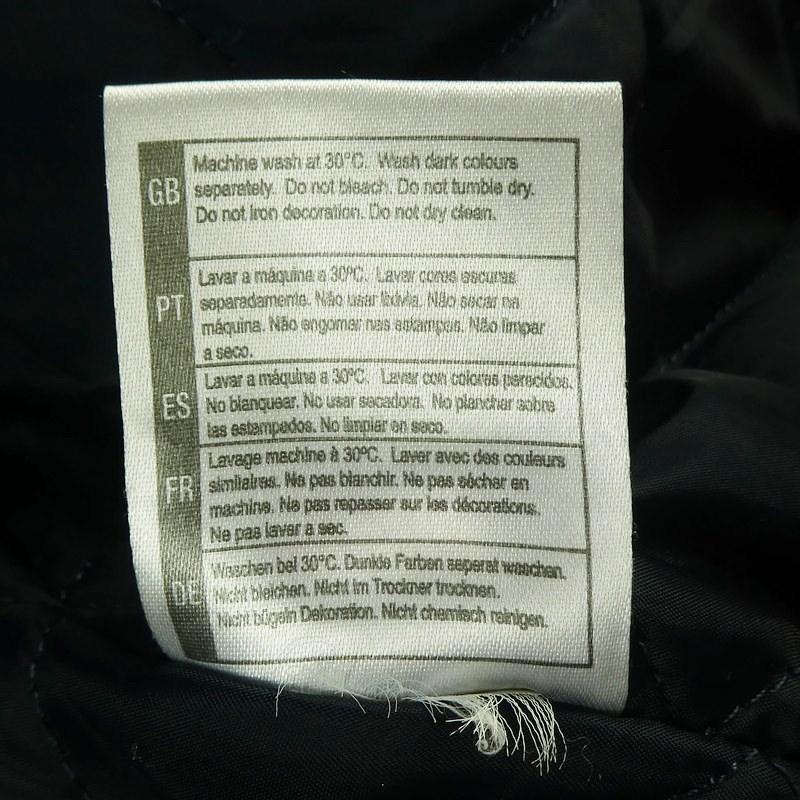 GB
Machine wash at 30°C. Wash dark colours
separately. Do not bleach. Do not tumble dry.
Do not iron decoration. Do not dry clean.
PT
Lavar a máquina a 30ºC. Lavar cores escuras
separadamente. Não usar lixivia. Não secar na
máquina. Não engomar nas estampas. Não limpar
a seco.
ES
Lavar a máquina a 30°C. Lavar con colores parecidos.
No blanquear. No usar secadora. No planchar sobre
las estampados. No limpiar en seco.
FR
Lavage machine à 30°C. Laver avec des couleurs
similaires. Ne pas blanchir. Ne pas sécher en
machine. Ne pas repasser sur les décorations.
Ne pas laver a sec.
DE
Waschen bei 30°C. Dunkle Farben seperat waschen.
Nicht bleichen. Nicht im Trockner trocknen.
Nicht bügeln Dekoration. Nicht chemisch reinigen.